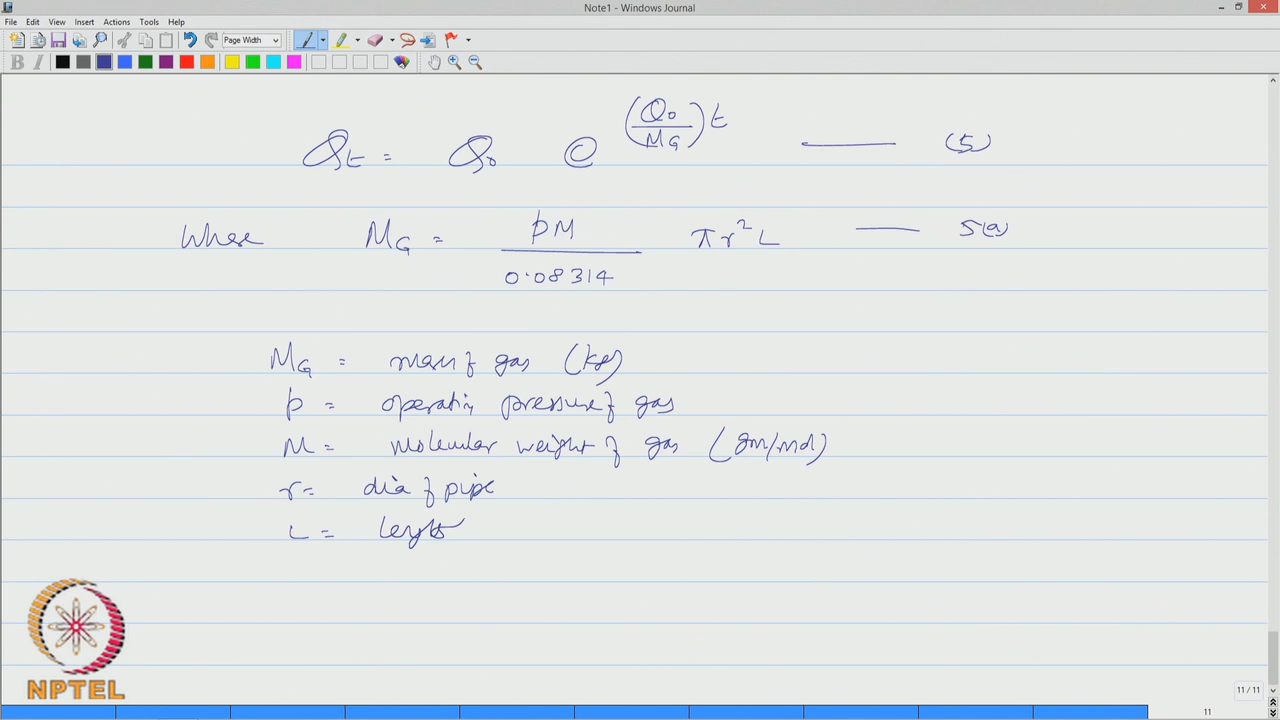 Note1 - Windows Journal
File Edit View Insert Actions Tools Help
Page Width
B I
Qt = Q0 e^(Q0/MG)t —— (5)
Where MG = pM / 0.08314 πr²L —— 5(a)
MG = mass of gas (kg)
p = operating pressure of gas
M = molecular weight of gas (gm/mol)
r = dia of pipe
L = length
NPTEL
11 / 11
11